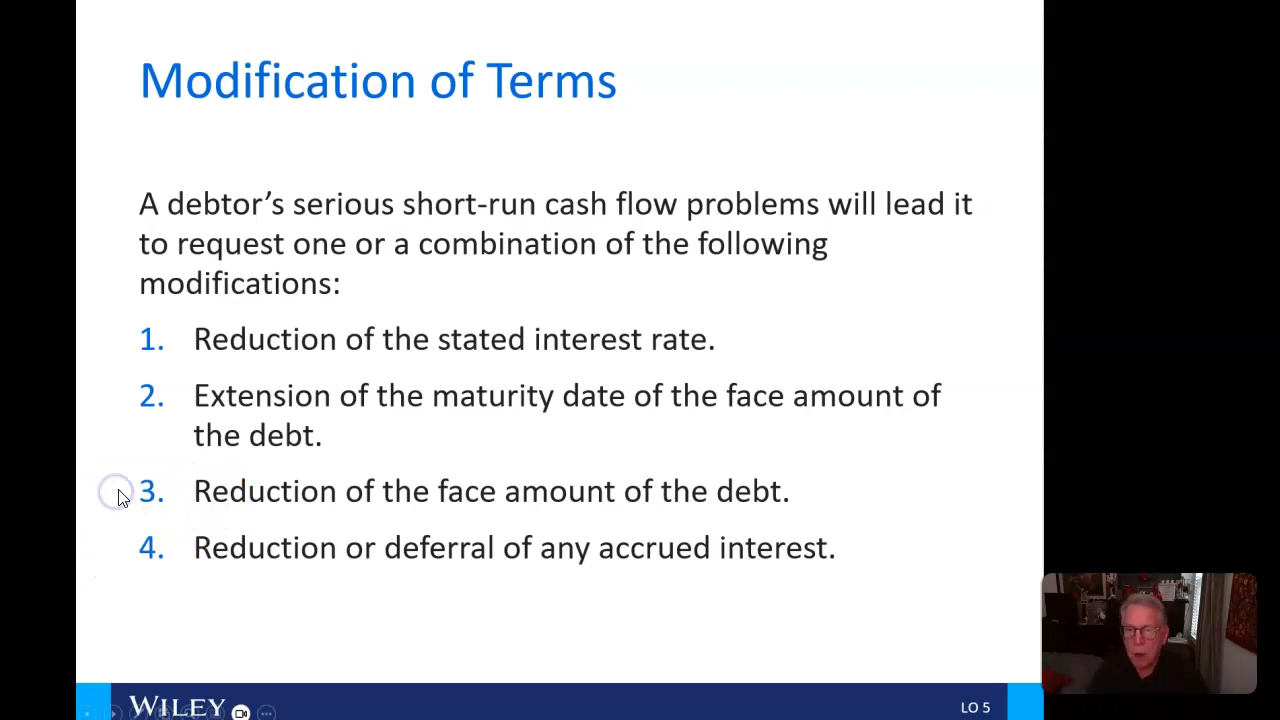 Modification of Terms
A debtor’s serious short-run cash flow problems will lead it
to request one or a combination of the following
modifications:
1. Reduction of the stated interest rate.
2. Extension of the maturity date of the face amount of
the debt.
3. Reduction of the face amount of the debt.
4. Reduction or deferral of any accrued interest.
WILEY
LO 5